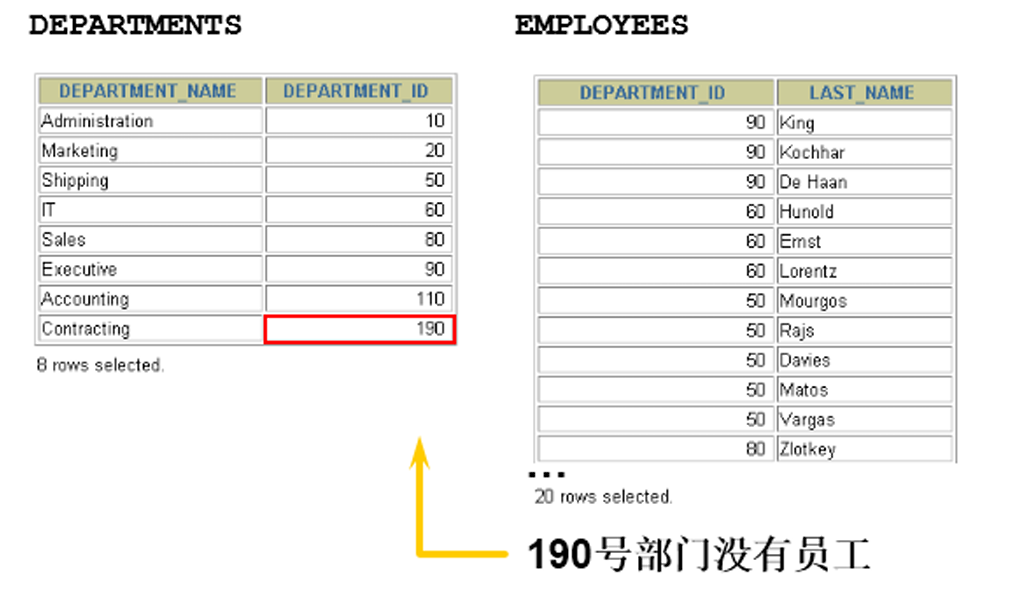 DEPARTMENTS
DEPARTMENT_NAME DEPARTMENT_ID
Administration 10
Marketing 20
Shipping 50
IT 60
Sales 80
Executive 90
Accounting 110
Contracting 190
8 rows selected.
EMPLOYEES
DEPARTMENT_ID LAST_NAME
90 King
90 Kochhar
90 De Haan
60 Hunold
60 Ernst
60 Lorentz
50 Mourgos
50 Rajs
50 Davies
50 Matos
50 Vargas
80 Zlotkey
...
20 rows selected.
190号部门没有员工